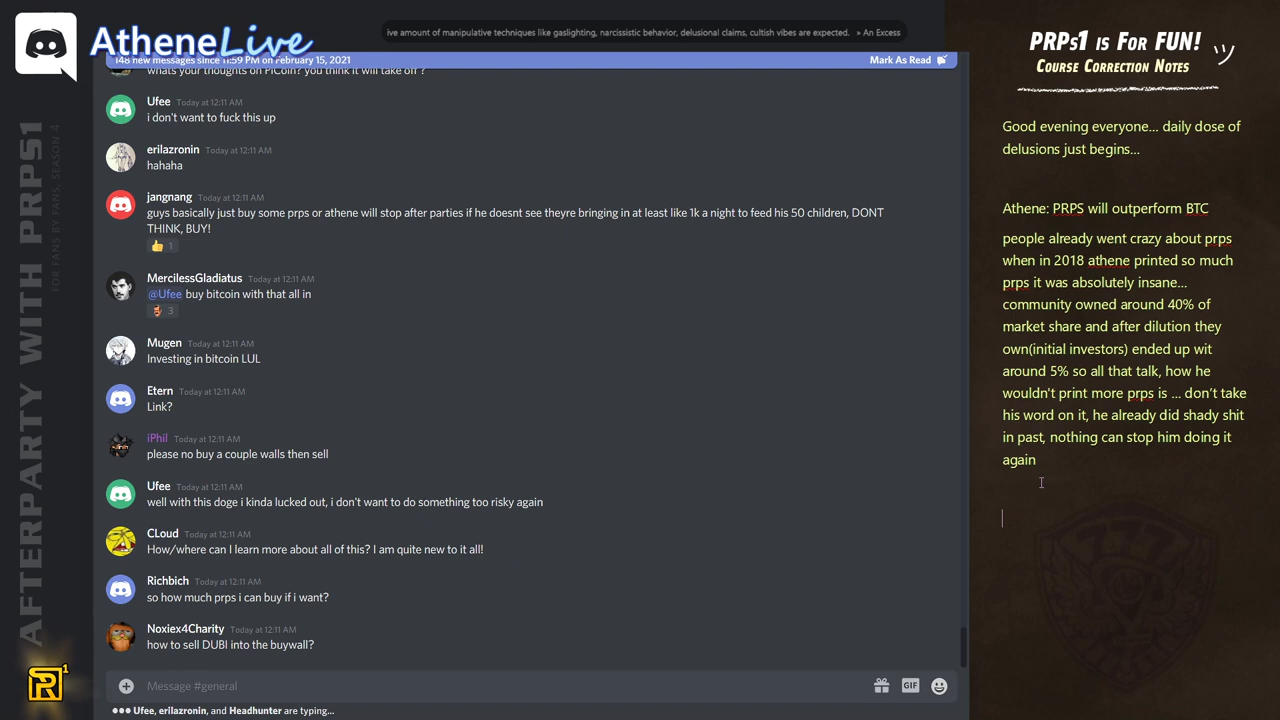 AtheneLive
ive amount of manipulative techniques like gaslighting, narcissistic behavior, delusional claims, cultish vibes are expected. » An Excess
148 new messages since 11:59 PM on February 15, 2021
Mark As Read
whats your thoughts on PiCoin? you think it will take off ?
Ufee Today at 12:11 AM
i don't want to fuck this up
erilazronin Today at 12:11 AM
hahaha
jangnang Today at 12:11 AM
guys basically just buy some prps or athene will stop after parties if he doesnt see theyre bringing in at least like 1k a night to feed his 50 children, DONT
THINK, BUY!
1
MercilessGladiatus Today at 12:11 AM
@Ufee buy bitcoin with that all in
3
Mugen Today at 12:11 AM
Investing in bitcoin LUL
Etern Today at 12:11 AM
Link?
iPhil Today at 12:11 AM
please no buy a couple walls then sell
Ufee Today at 12:11 AM
well with this doge i kinda lucked out, i don't want to do something too risky again
CLoud Today at 12:11 AM
How/where can I learn more about all of this? I am quite new to it all!
Richbich Today at 12:11 AM
so how much prps i can buy if i want?
Noxiex4Charity Today at 12:11 AM
how to sell DUBI into the buywall?
Message #general
GIF
Ufee, erilazronin, and Headhunter are typing...
AFTERPARTY WITH PRPS1
FOR FANS BY FANS, SEASON 4
1
PRPs1 is For FUN!
Course Correction Notes
ツ
Good evening everyone... daily dose of
delusions just begins...
Athene: PRPS will outperform BTC
people already went crazy about prps
when in 2018 athene printed so much
prps it was absolutely insane...
community owned around 40% of
market share and after dilution they
own(initial investors) ended up wit
around 5% so all that talk, how he
wouldn't print more prps is ... don't take
his word on it, he already did shady shit
in past, nothing can stop him doing it
again